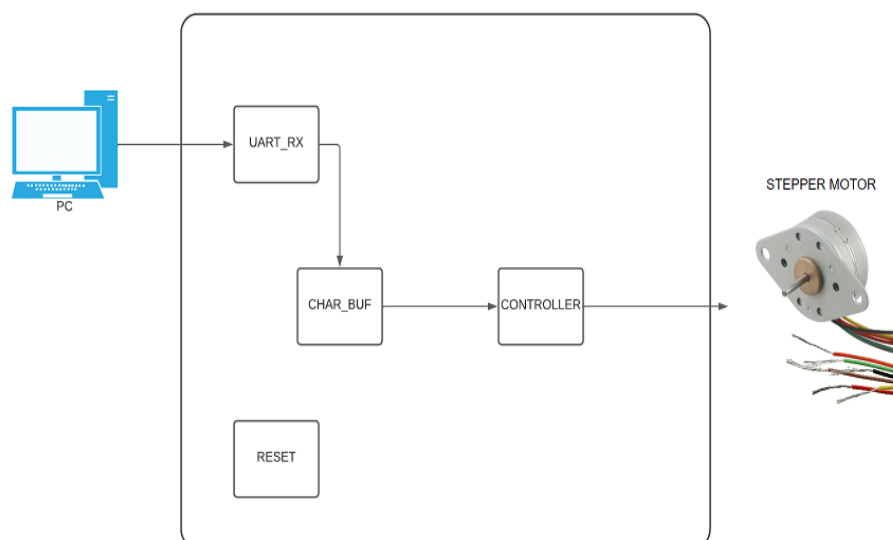 UART_RX
PC
STEPPER MOTOR
CHAR_BUF
CONTROLLER
RESET